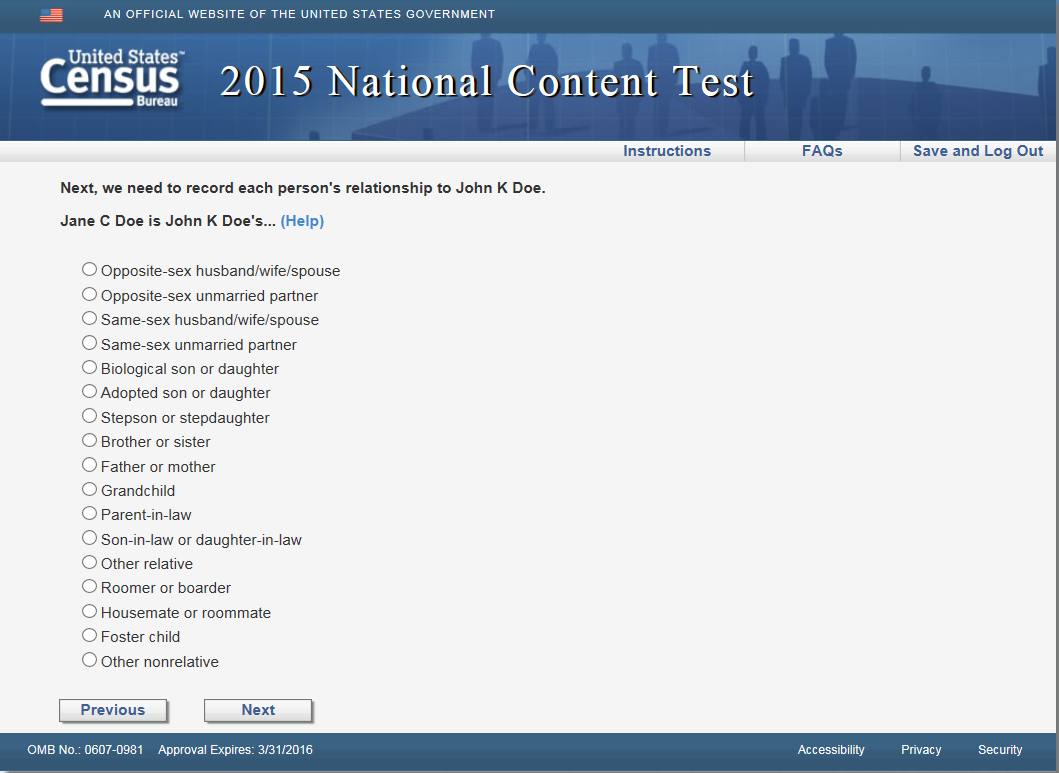 AN OFFICIAL WEBSITE OF THE UNITED STATES GOVERNMENT
United States™
Census
Bureau
2015 National Content Test
Instructions FAQs Save and Log Out
Next, we need to record each person's relationship to John K Doe.
Jane C Doe is John K Doe's... (Help)
Opposite-sex husband/wife/spouse
Opposite-sex unmarried partner
Same-sex husband/wife/spouse
Same-sex unmarried partner
Biological son or daughter
Adopted son or daughter
Stepson or stepdaughter
Brother or sister
Father or mother
Grandchild
Parent-in-law
Son-in-law or daughter-in-law
Other relative
Roomer or boarder
Housemate or roommate
Foster child
Other nonrelative
Previous Next
OMB No.: 0607-0981 Approval Expires: 3/31/2016 Accessibility Privacy Security